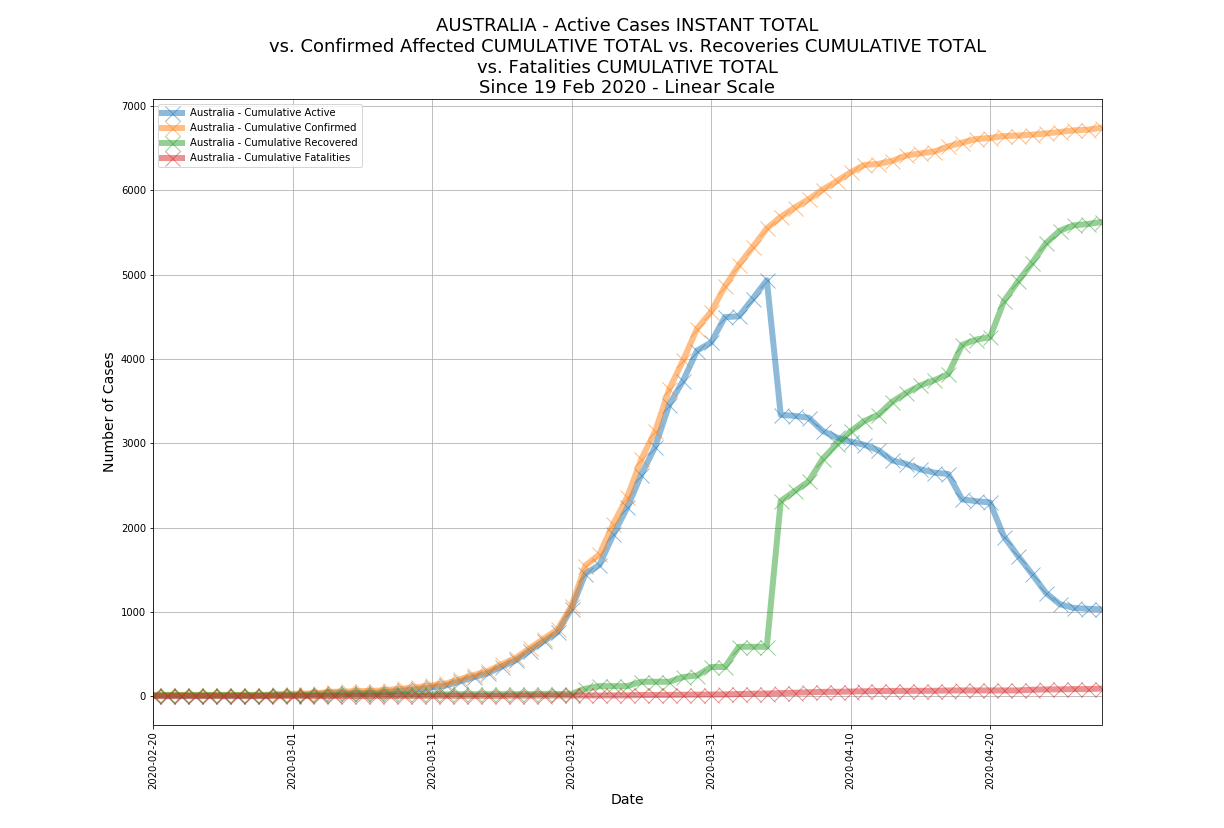 AUSTRALIA - Active Cases INSTANT TOTAL
vs. Confirmed Affected CUMULATIVE TOTAL vs. Recoveries CUMULATIVE TOTAL
vs. Fatalities CUMULATIVE TOTAL
Since 19 Feb 2020 - Linear Scale
Australia - Cumulative Active
Australia - Cumulative Confirmed
Australia - Cumulative Recovered
Australia - Cumulative Fatalities
Number of Cases
7000
6000
5000
4000
3000
2000
1000
0
2020-02-20
2020-03-01
2020-03-11
2020-03-21
2020-03-31
2020-04-10
2020-04-20
Date